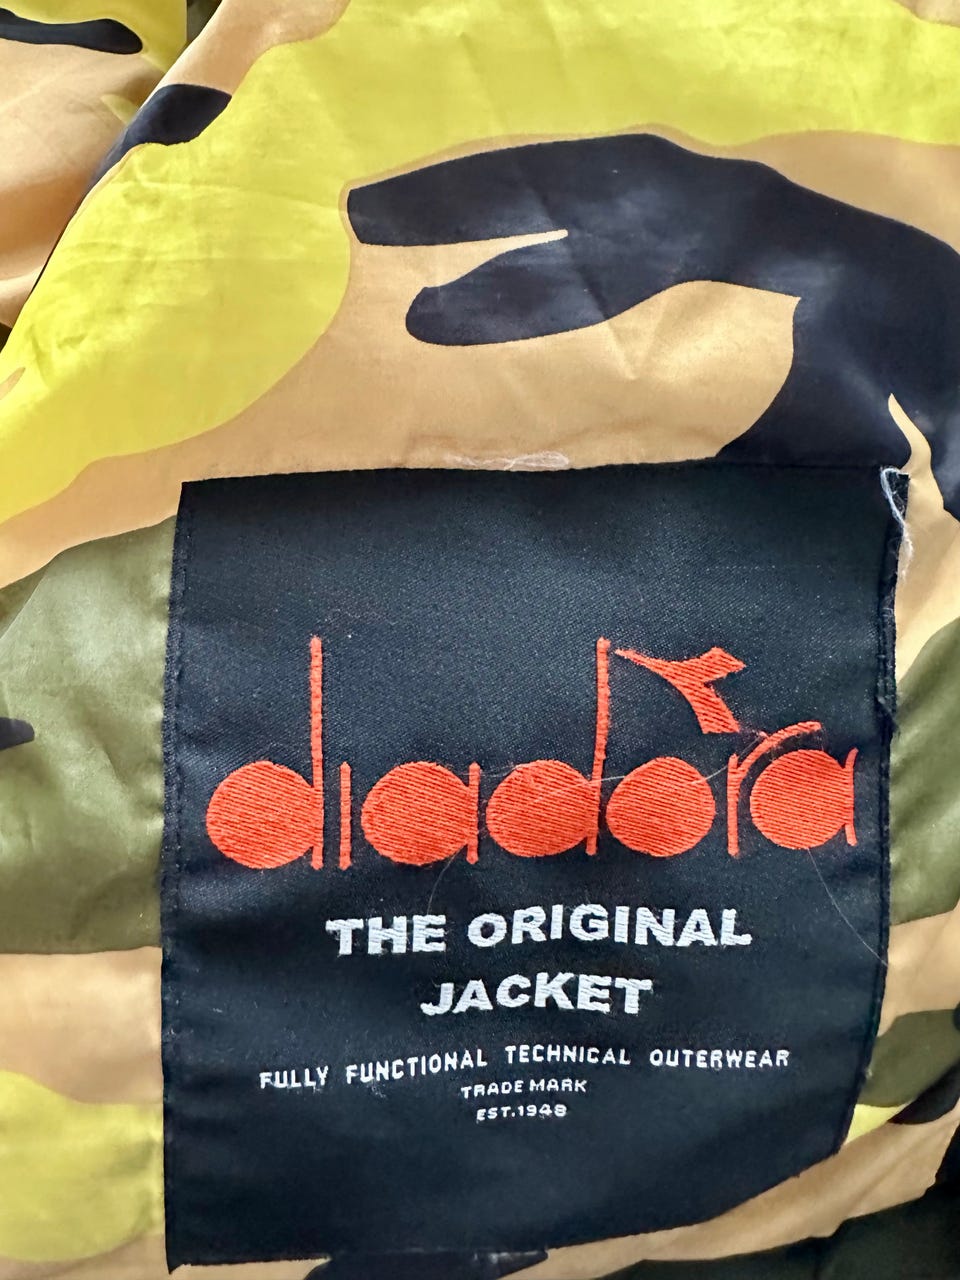 diadora
THE ORIGINAL
JACKET
FULLY FUNCTIONAL TECHNICAL OUTERWEAR
TRADE MARK
EST.1948